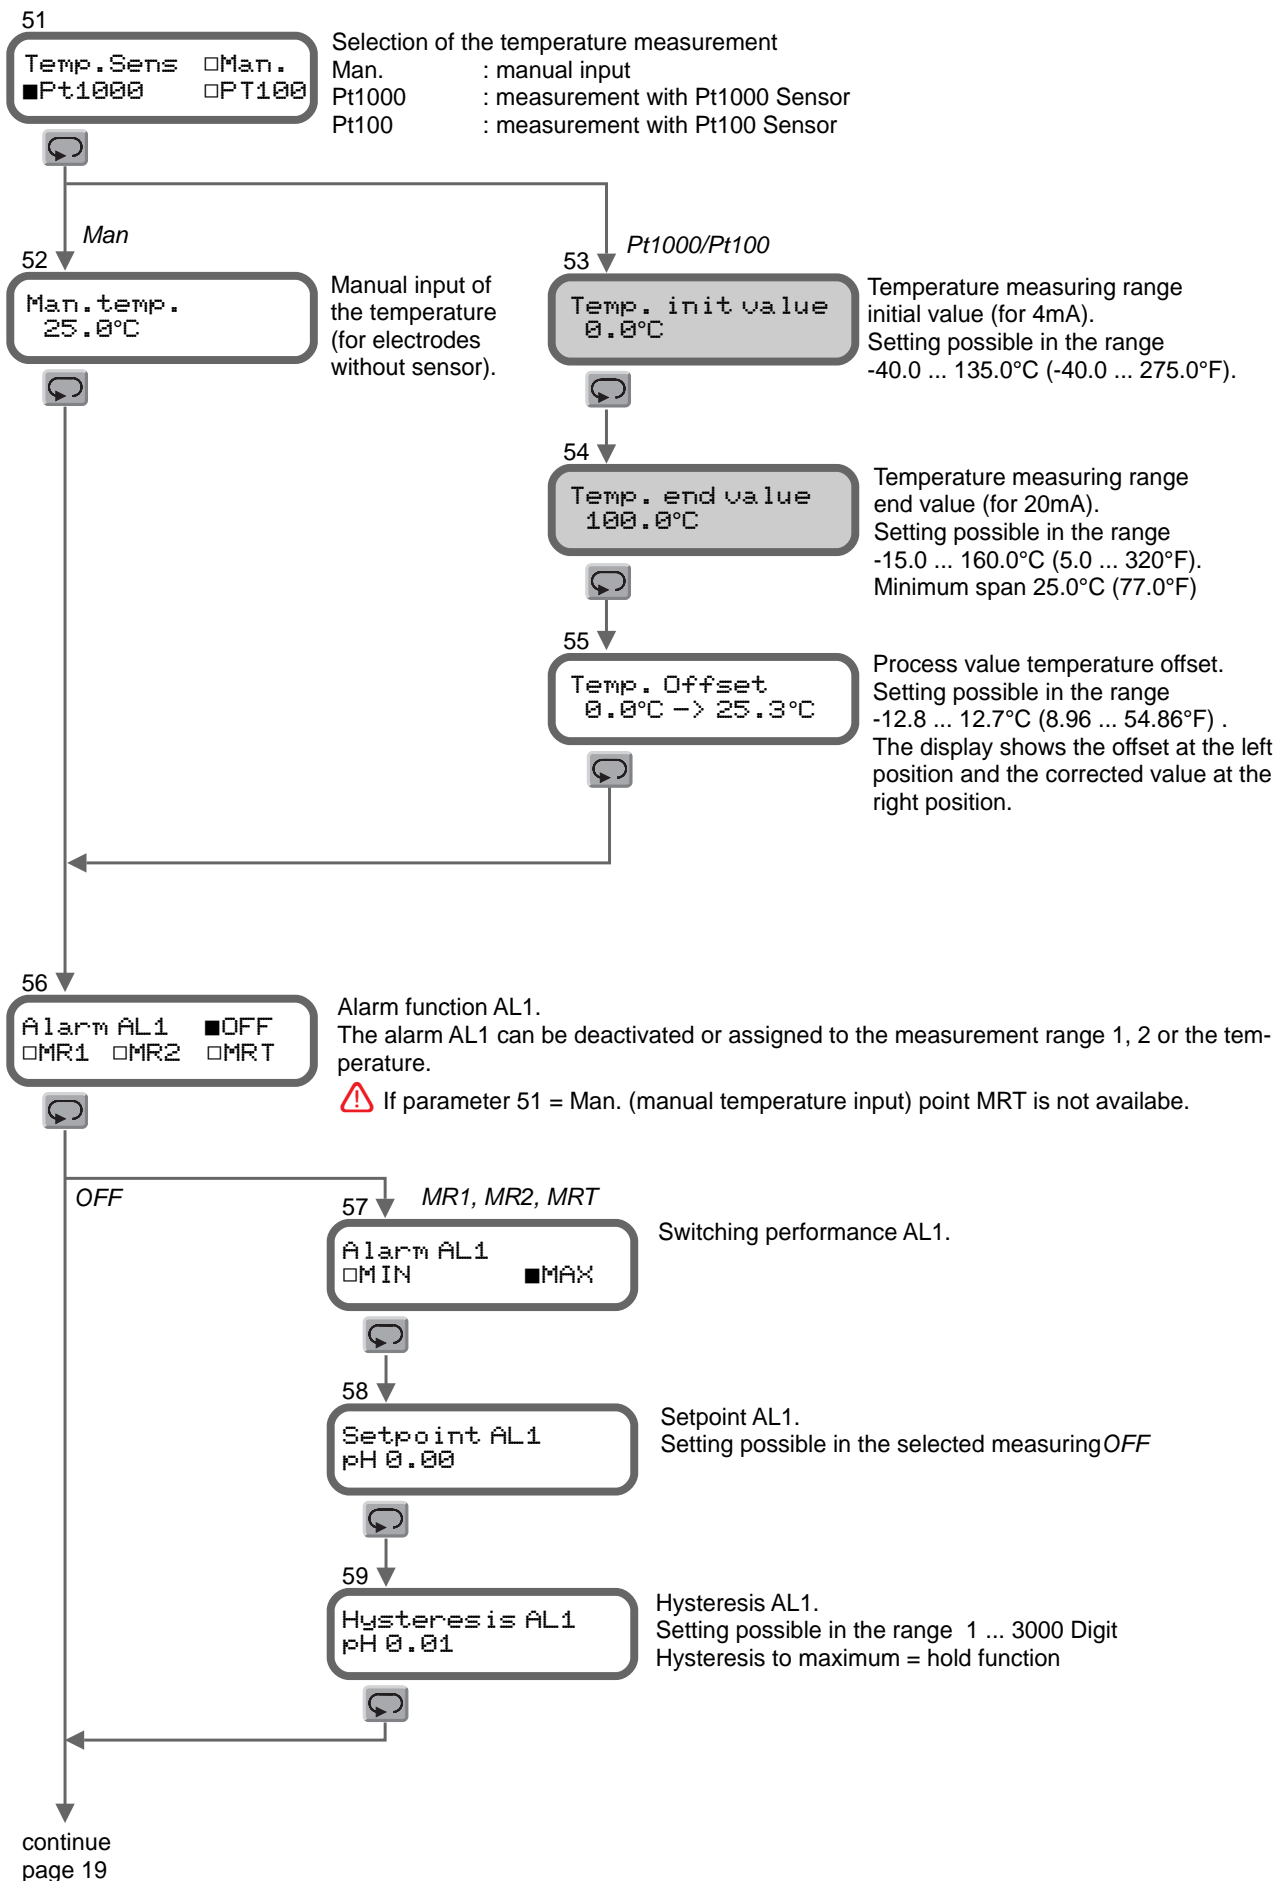 51
Temp.Sens □Man.
■Pt1000 □PT100
Selection of the temperature measurement
Man. : manual input
Pt1000 : measurement with Pt1000 Sensor
Pt100 : measurement with Pt100 Sensor
Man
52
Man.temp.
25.0°C
Manual input of
the temperature
(for electrodes
without sensor).
Pt1000/Pt100
53
Temp. init value
0.0°C
Temperature measuring range
initial value (for 4mA).
Setting possible in the range
-40.0 ... 135.0°C (-40.0 ... 275.0°F).
54
Temp. end value
100.0°C
Temperature measuring range
end value (for 20mA).
Setting possible in the range
-15.0 ... 160.0°C (5.0 ... 320°F).
Minimum span 25.0°C (77.0°F)
55
Temp. Offset
0.0°C -> 25.3°C
Process value temperature offset.
Setting possible in the range
-12.8 ... 12.7°C (8.96 ... 54.86°F) .
The display shows the offset at the left
position and the corrected value at the
right position.
56
Alarm AL1 ■OFF
□MR1 □MR2 □MRT
Alarm function AL1.
The alarm AL1 can be deactivated or assigned to the measurement range 1, 2 or the tem-
perature.
If parameter 51 = Man. (manual temperature input) point MRT is not availabe.
OFF
MR1, MR2, MRT
57
Alarm AL1
□MIN ■MAX
Switching performance AL1.
58
Setpoint AL1
pH 0.00
Setpoint AL1.
Setting possible in the selected measuring OFF
59
Hysteresis AL1
pH 0.01
Hysteresis AL1.
Setting possible in the range 1 ... 3000 Digit
Hysteresis to maximum = hold function
continue
page 19